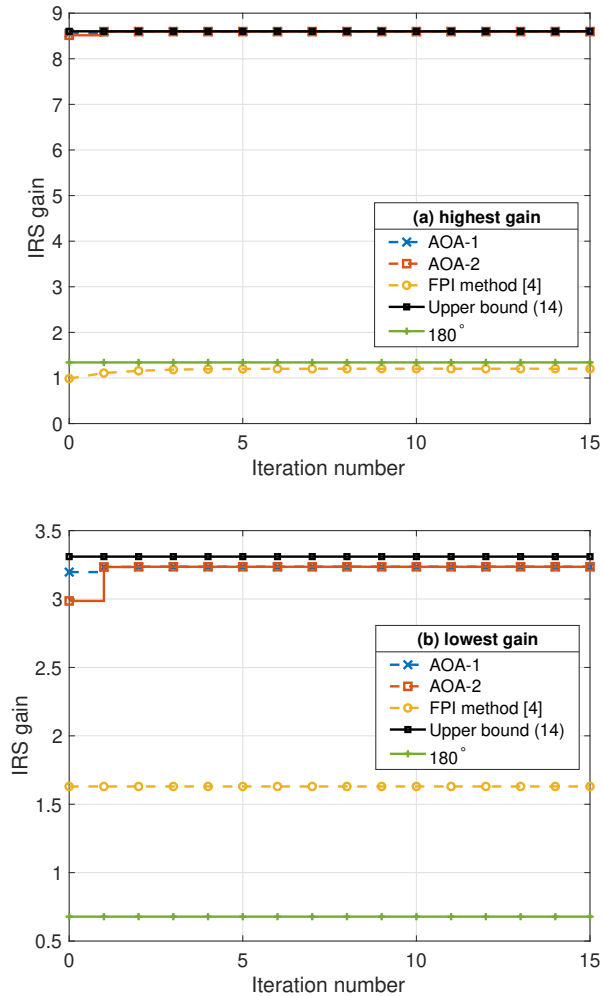 9
8
7
6
5
4
3
2
1
0
IRS gain
(a) highest gain
AOA-1
AOA-2
FPI method [4]
Upper bound (14)
180°
0 5 10 15
Iteration number
3.5
3
2.5
2
1.5
1
0.5
IRS gain
(b) lowest gain
AOA-1
AOA-2
FPI method [4]
Upper bound (14)
180°
0 5 10 15
Iteration number